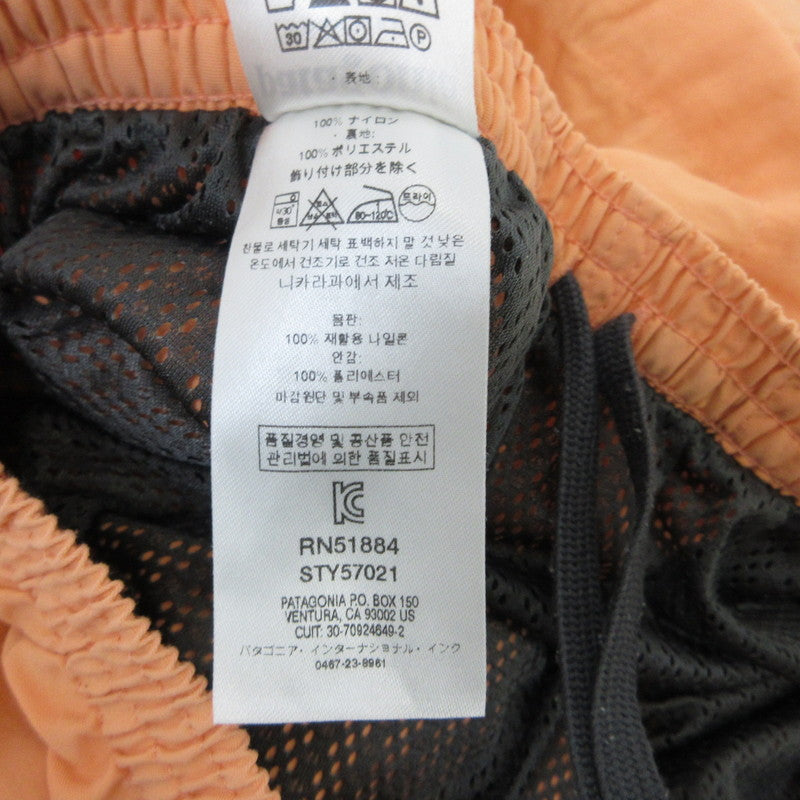 30
P
・表地:
100% ナイロン
・裏地:
100% ポリエステル
飾り付け部分を除く
80-120℃
드라이
찬물로 세탁기 세탁 표백하지 말 것 낮은
온도에서 건조기로 건조 저온 다림질
니카라과에서 제조
몸판:
100% 재활용 나일론
안감:
100% 폴리에스터
마감원단 및 부속품 제외
품질경영 및 공산품 안전
관리법에 의한 품질표시
RN51884
STY57021
PATAGONIA P.O. BOX 150
VENTURA, CA 93002 US
CUIT: 30-70924649-2
パタゴニア・インターナショナル・インク
0467-23-8961